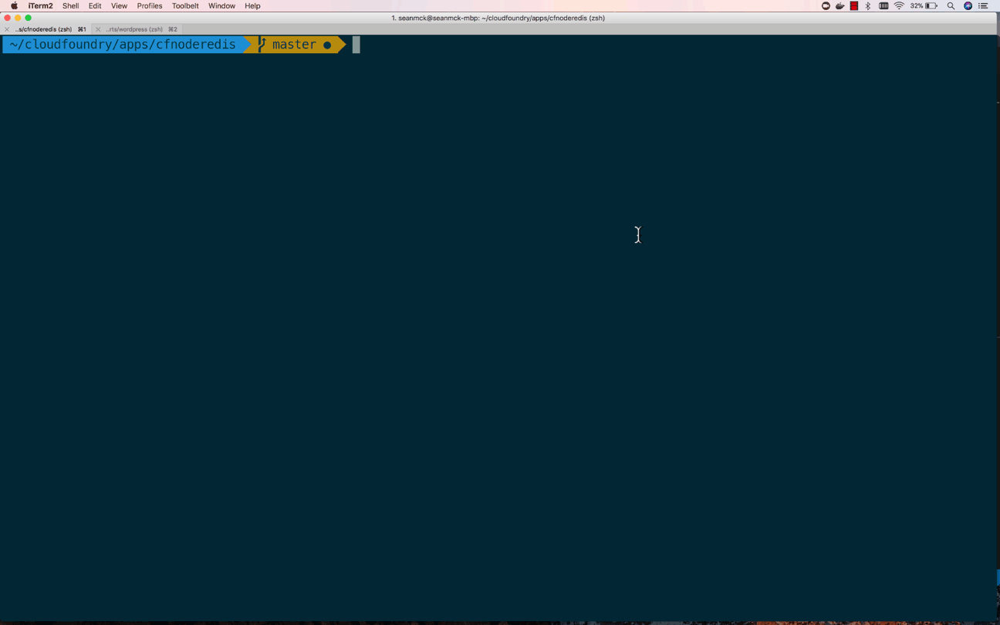 iTerm2 Shell Edit View Profiles Toolbelt Window Help 32%
1. seanmck@seanmck-mbp: ~/cloudfoundry/apps/cfnoderedis (zsh)
..s/cfnoderedis (zsh) ⌘1 ..rts/wordpress (zsh) ⌘2
~/cloudfoundry/apps/cfnoderedis master ●